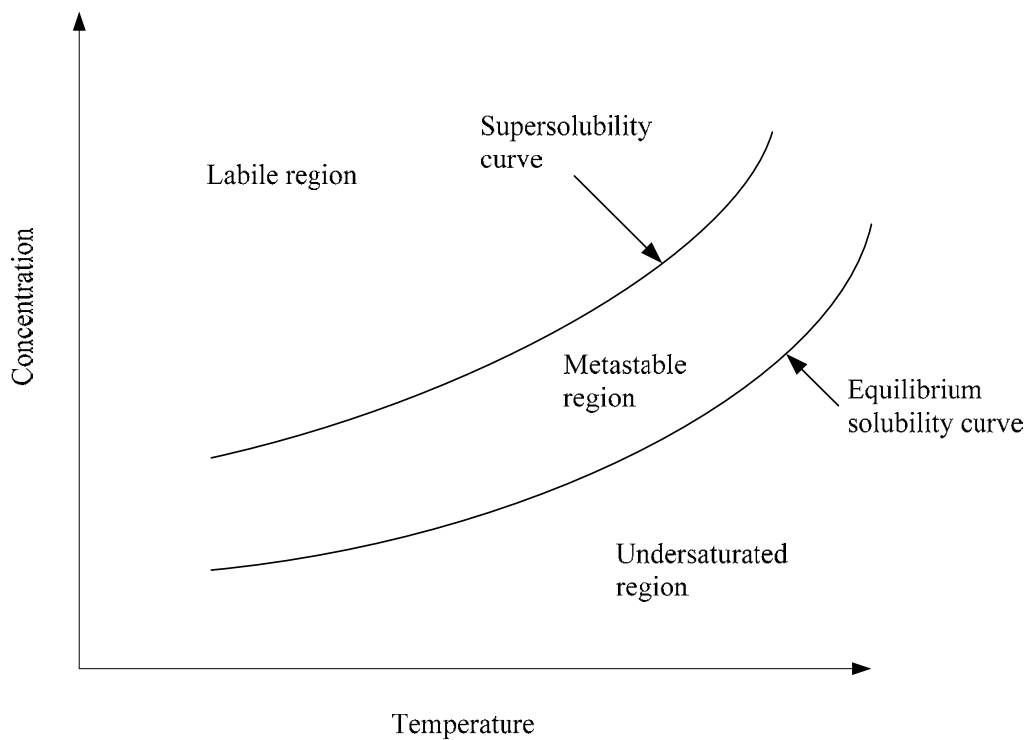 Supersolubility
curve
Labile region
Concentration
Metastable
region
Equilibrium
solubility curve
Undersaturated
region
Temperature